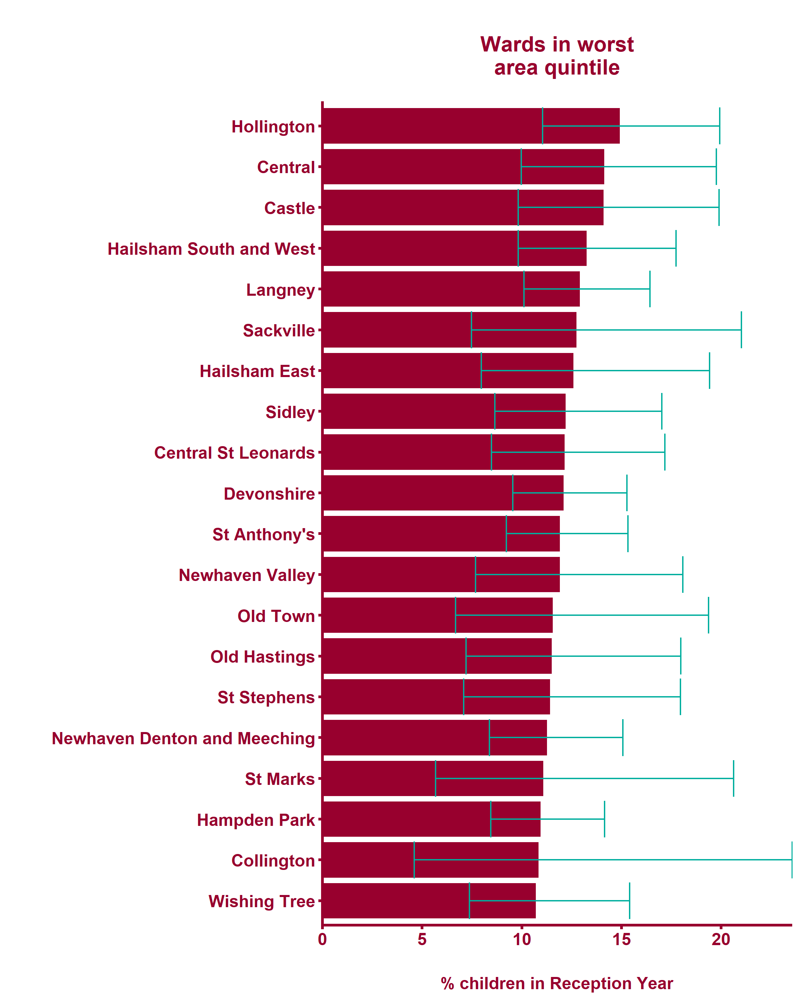 Wards in worst
area quintile
Hollington
Central
Castle
Hailsham South and West
Langney
Sackville
Hailsham East
Sidley
Central St Leonards
Devonshire
St Anthony's
Newhaven Valley
Old Town
Old Hastings
St Stephens
Newhaven Denton and Meeching
St Marks
Hampden Park
Collington
Wishing Tree
0 5 10 15 20
% children in Reception Year